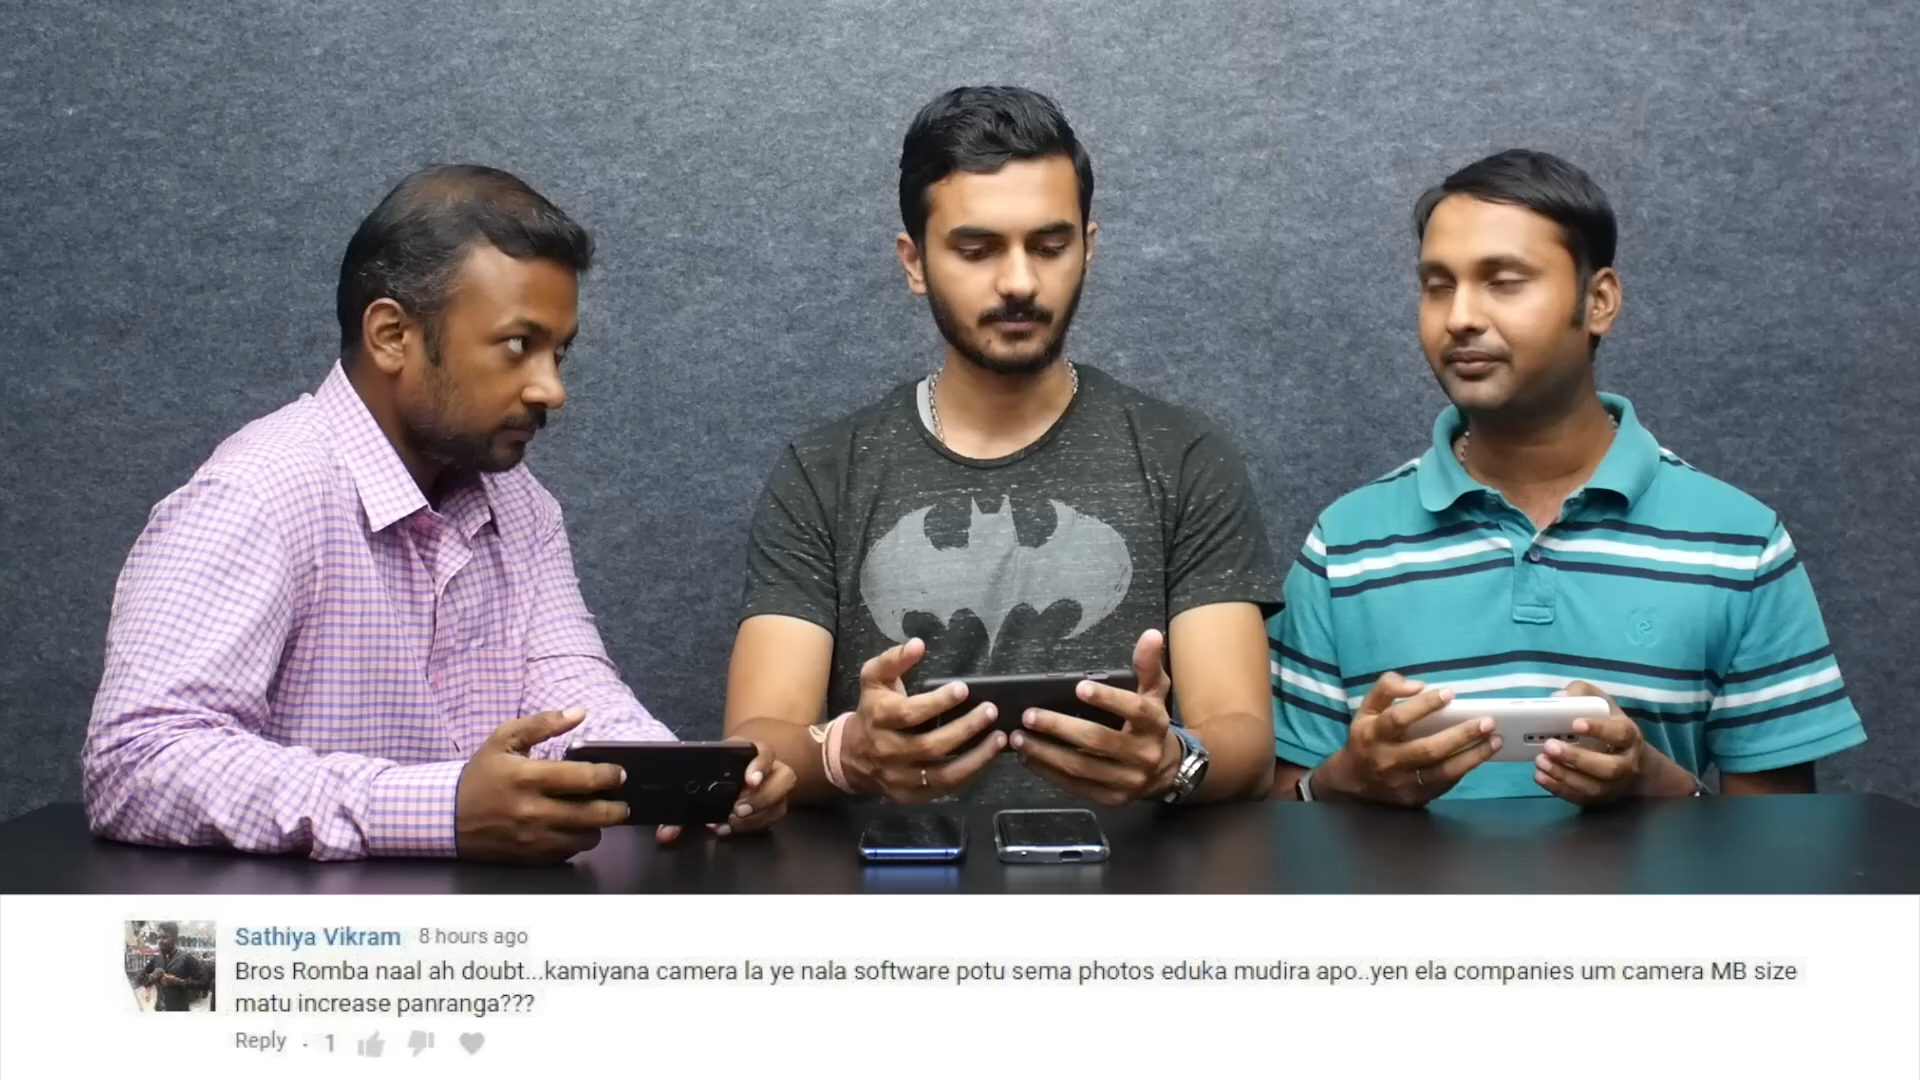 Sathiya Vikram 8 hours ago
Bros Romba naal ah doubt...kamiyana camera la ye nala software potu sema photos eduka mudira apo..yen ela companies um camera MB size
matu increase panranga???
Reply . 1